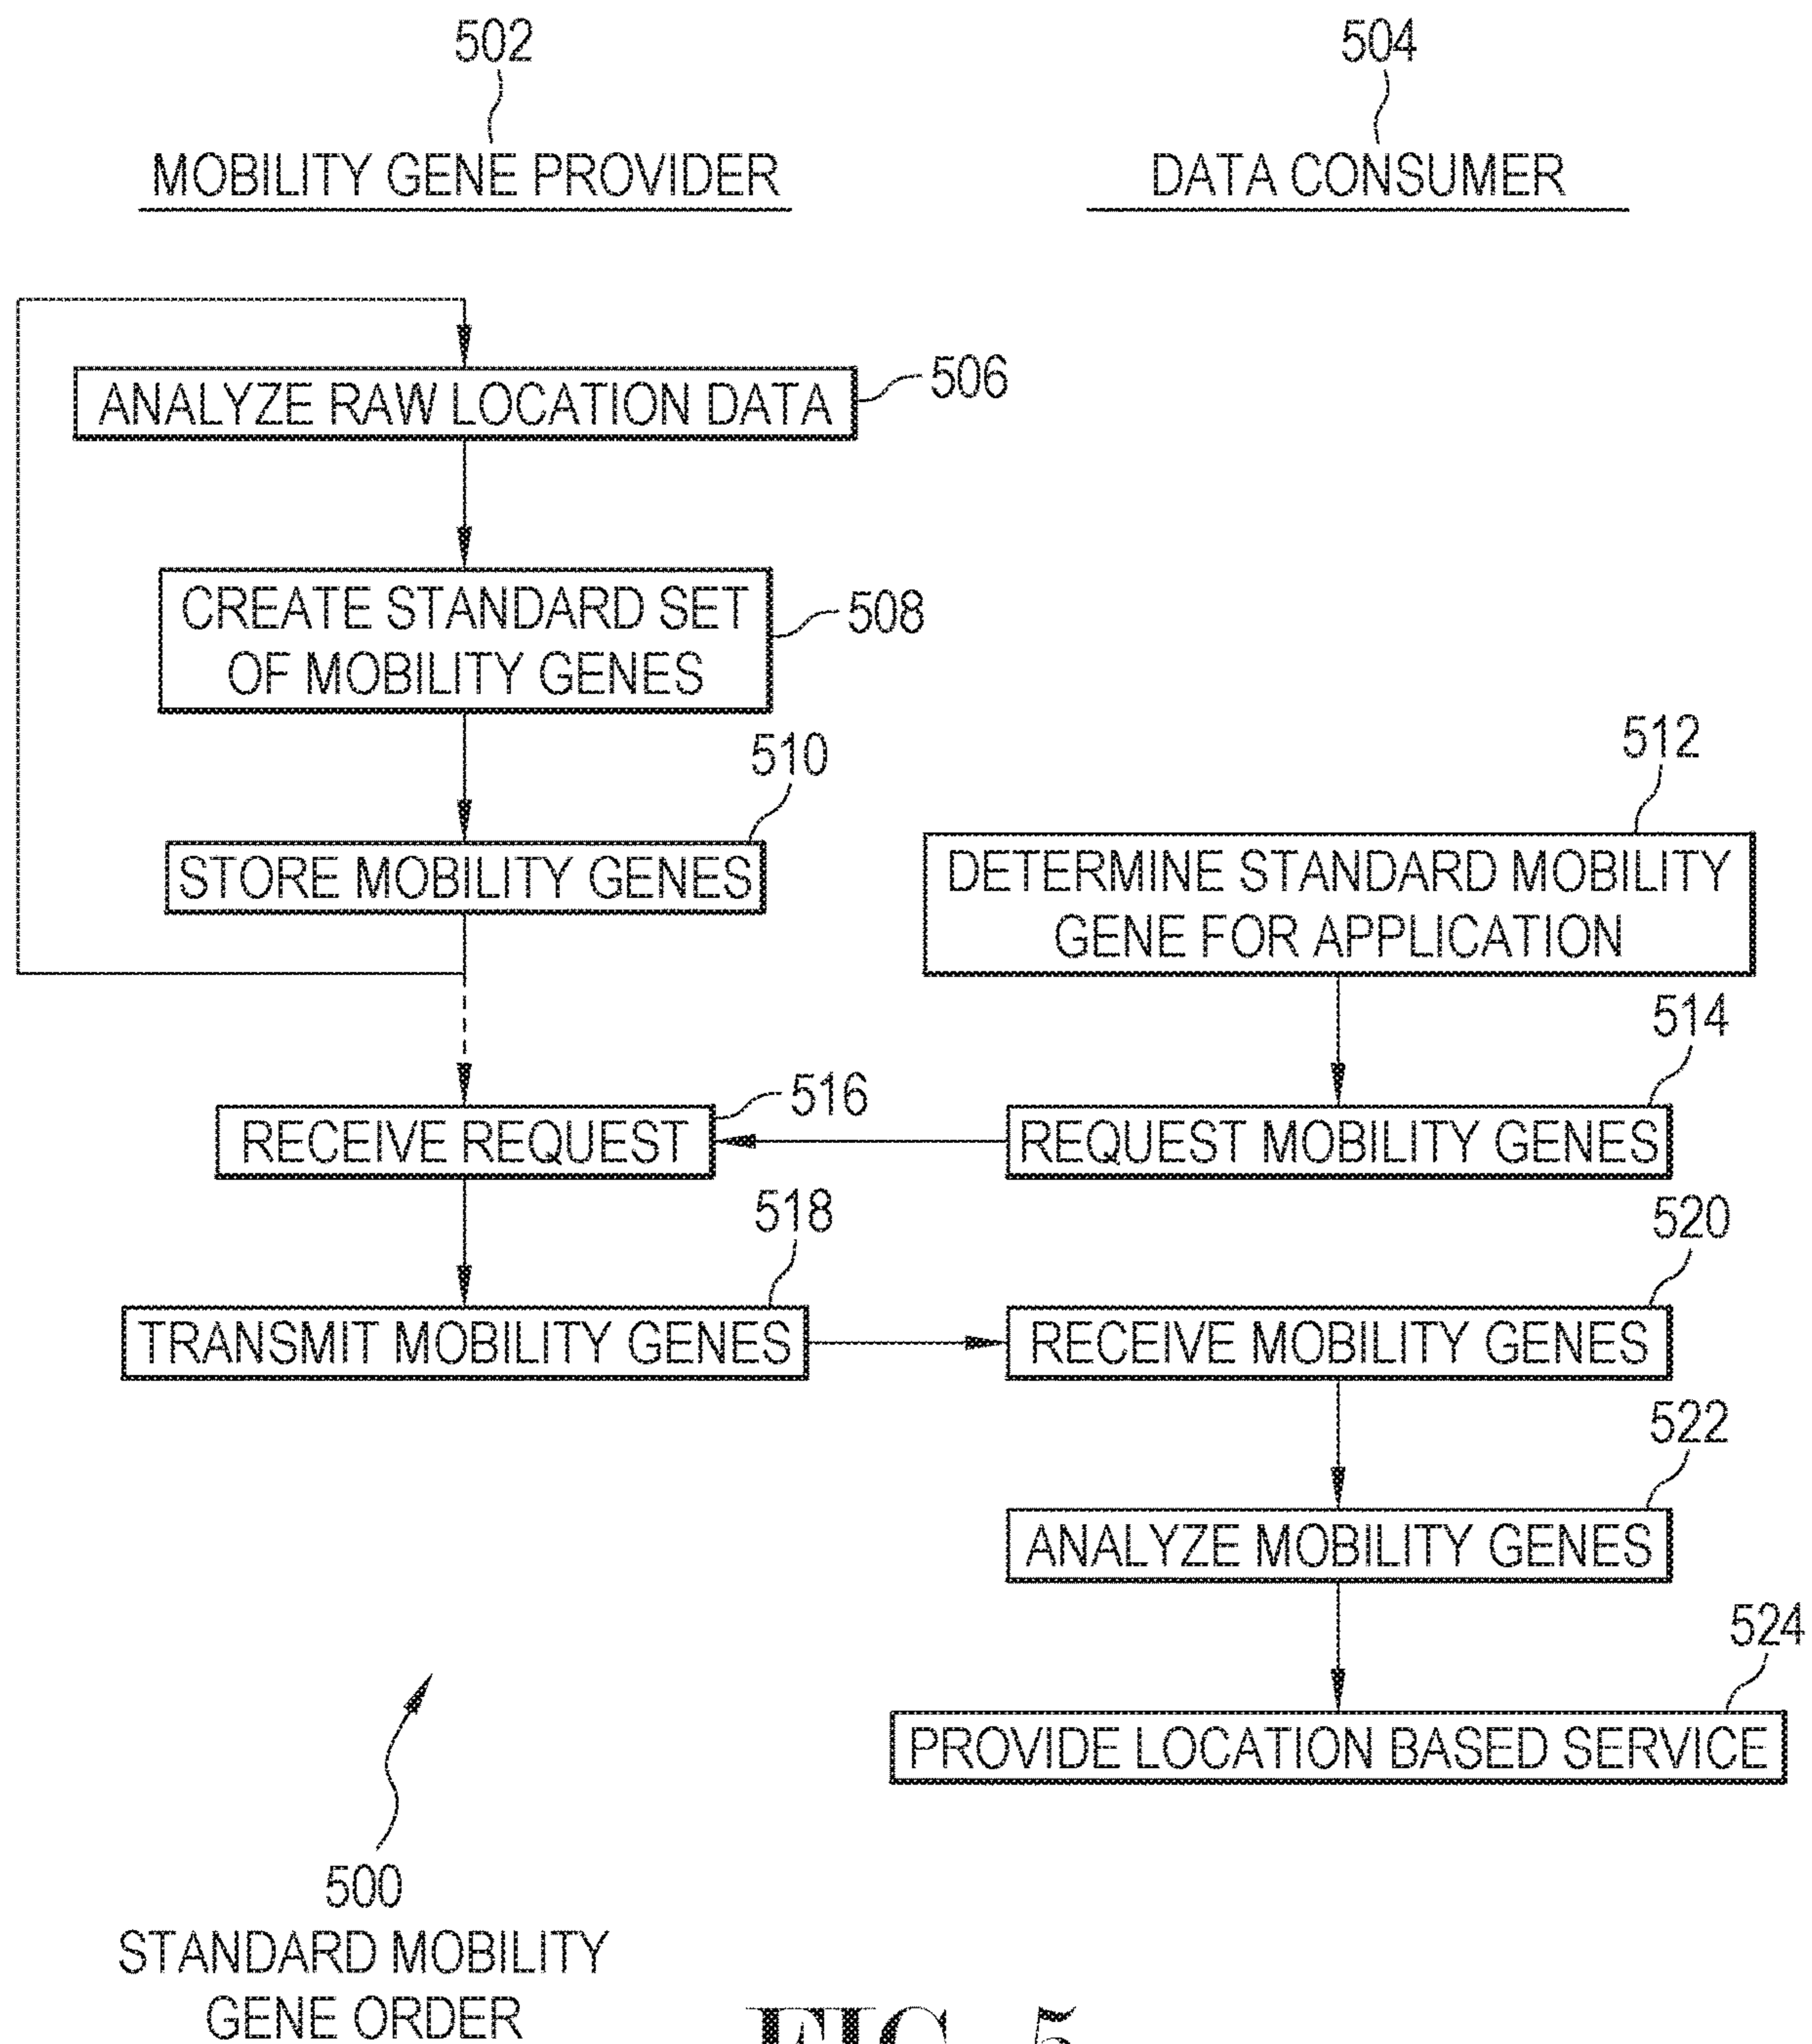 502
504
MOBILITY GENE PROVIDER
DATA CONSUMER
ANALYZE RAW LOCATION DATA
506
CREATE STANDARD SET
OF MOBILITY GENES
508
510
STORE MOBILITY GENES
512
DETERMINE STANDARD MOBILITY
GENE FOR APPLICATION
514
516
RECEIVE REQUEST
REQUEST MOBILITY GENES
518
520
TRANSMIT MOBILITY GENES
RECEIVE MOBILITY GENES
522
ANALYZE MOBILITY GENES
524
PROVIDE LOCATION BASED SERVICE
500
STANDARD MOBILITY
GENE ORDER
FIG. 5